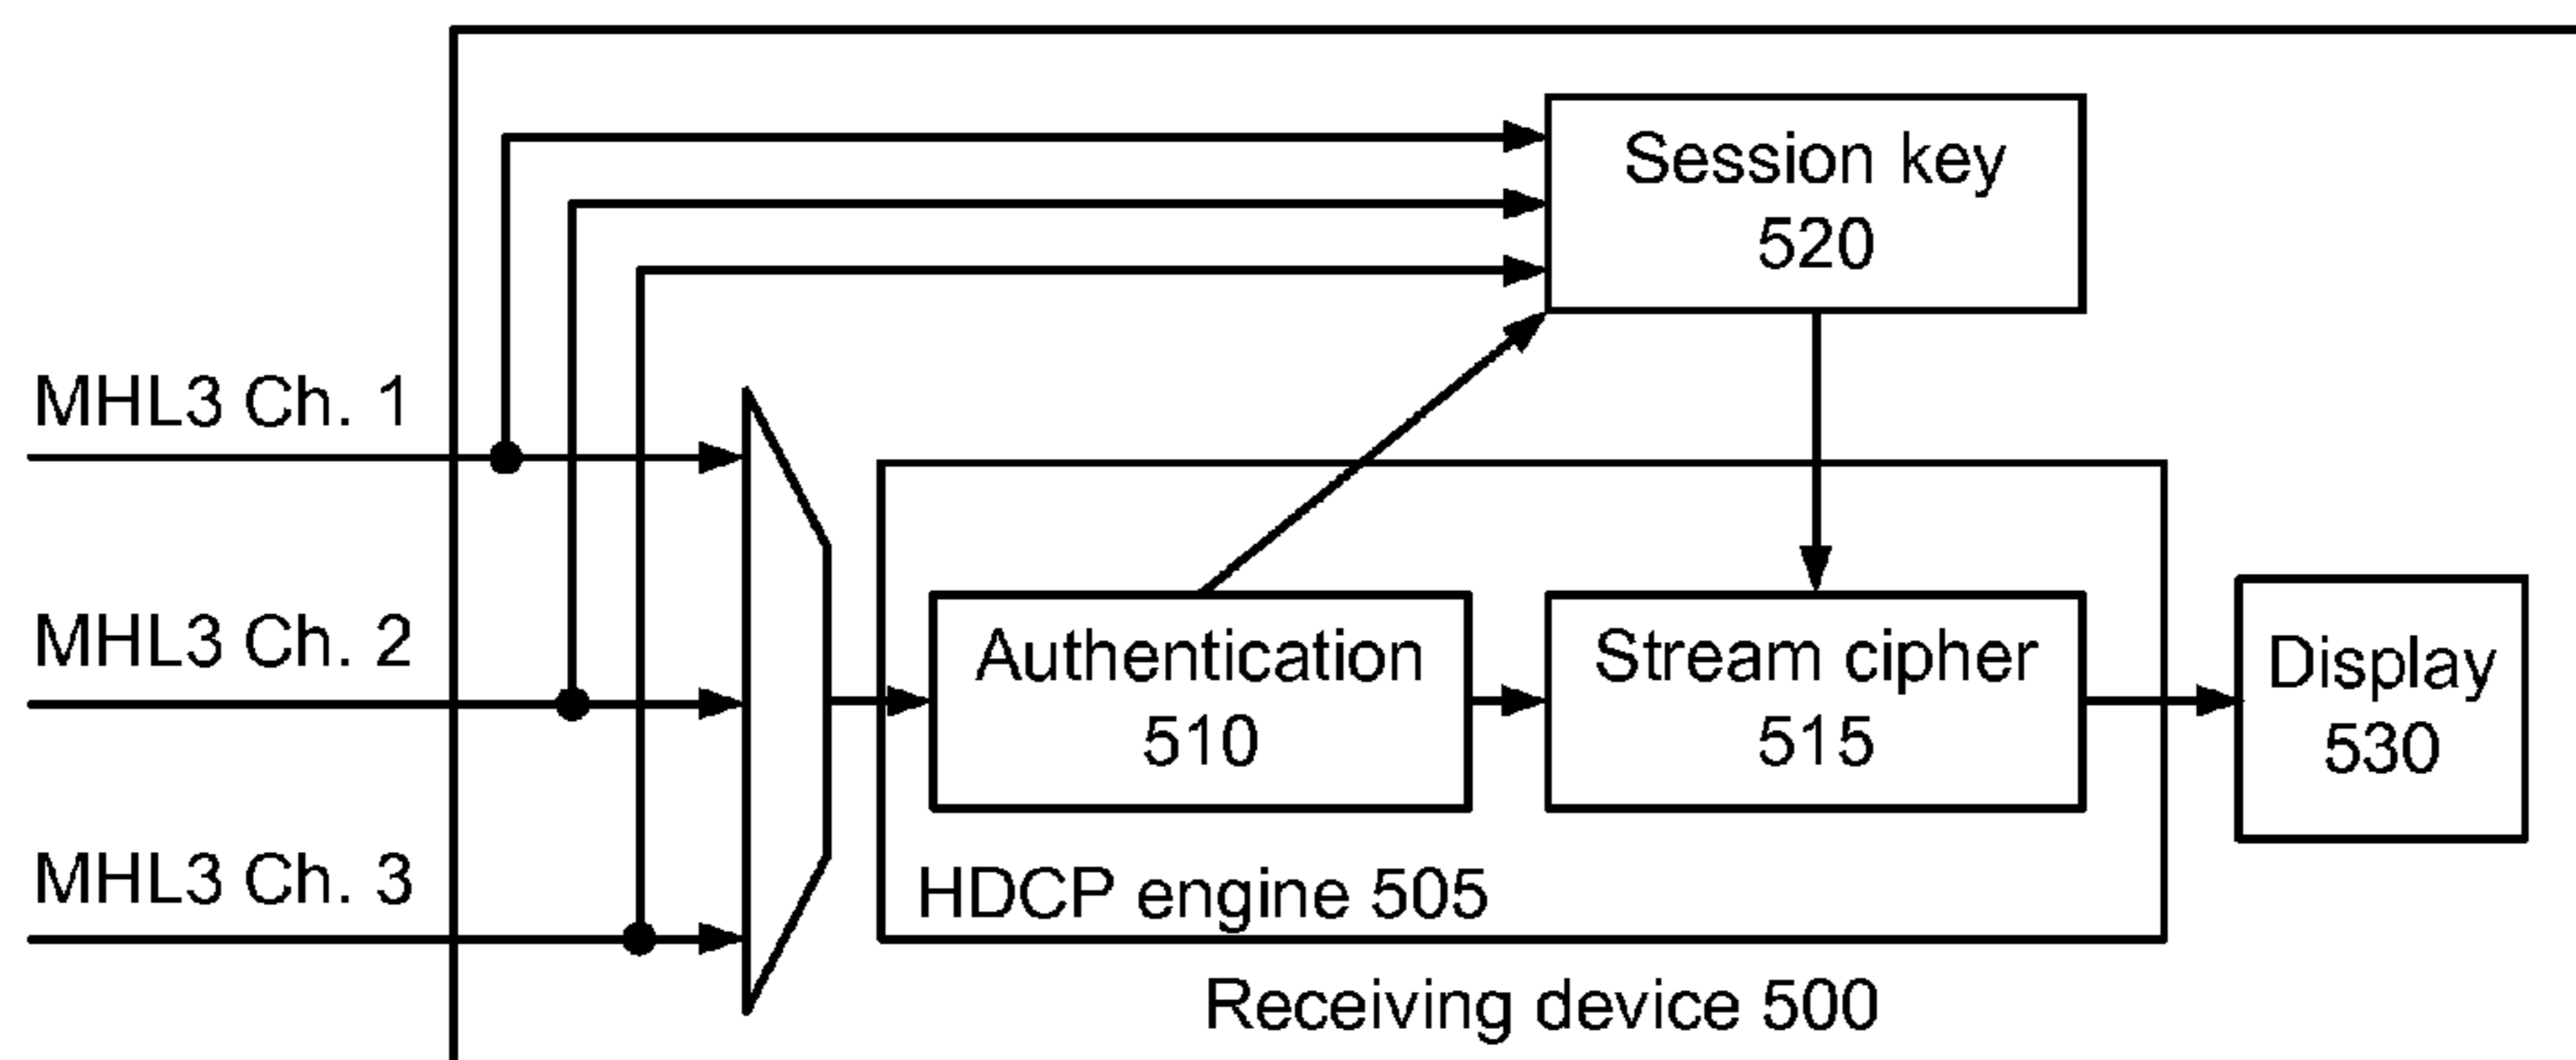 Session key
520
MHL3 Ch. 1
MHL3 Ch. 2
MHL3 Ch. 3
Authentication
510
Stream cipher
515
Display
530
HDCP engine 505
Receiving device 500